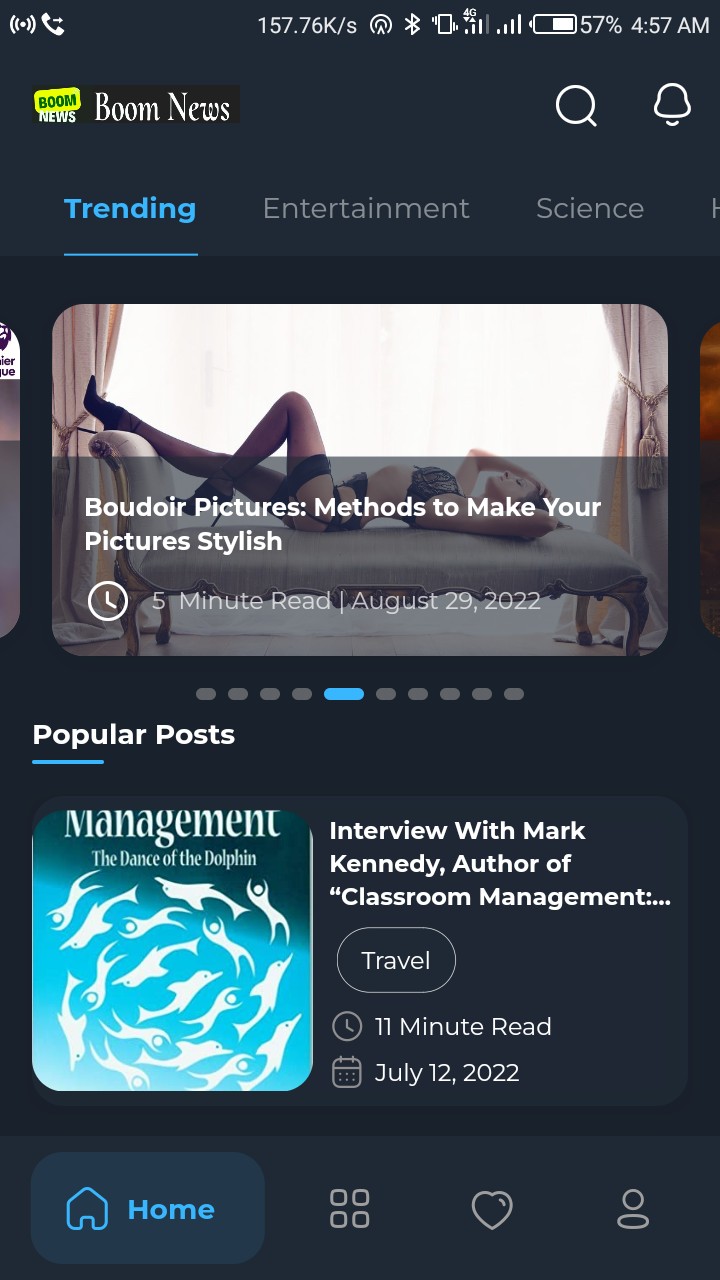 157.76K/s 4G 57% 4:57 AM
BOOM
NEWS
Boom News
Trending Entertainment Science
Boudoir Pictures: Methods to Make Your
Pictures Stylish
5 Minute Read | August 29, 2022
Popular Posts
Management
The Dance of the Dolphin
Interview With Mark
Kennedy, Author of
“Classroom Management:...
Travel
11 Minute Read
July 12, 2022
Home